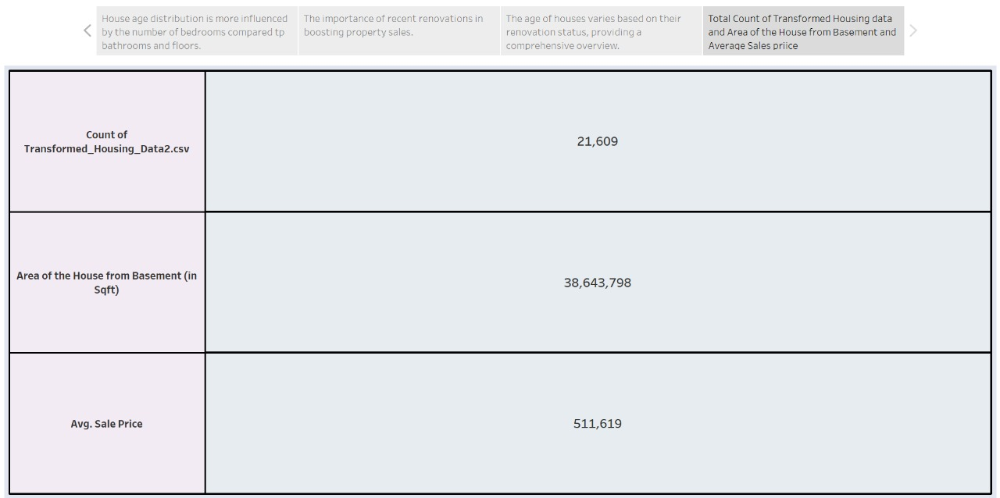 House age distribution is more influenced
by the number of bedrooms compared tp
bathrooms and floors.
The importance of recent renovations in
boosting property sales.
The age of houses varies based on their
renovation status, providing a
comprehensive overview.
Total Count of Transformed Housing data
and Area of the House from Basement and
Average Sales priice
Count of
Transformed_Housing_Data2.csv
21,609
Area of the House from Basement (in
Sqft)
38,643,798
Avg. Sale Price
511,619